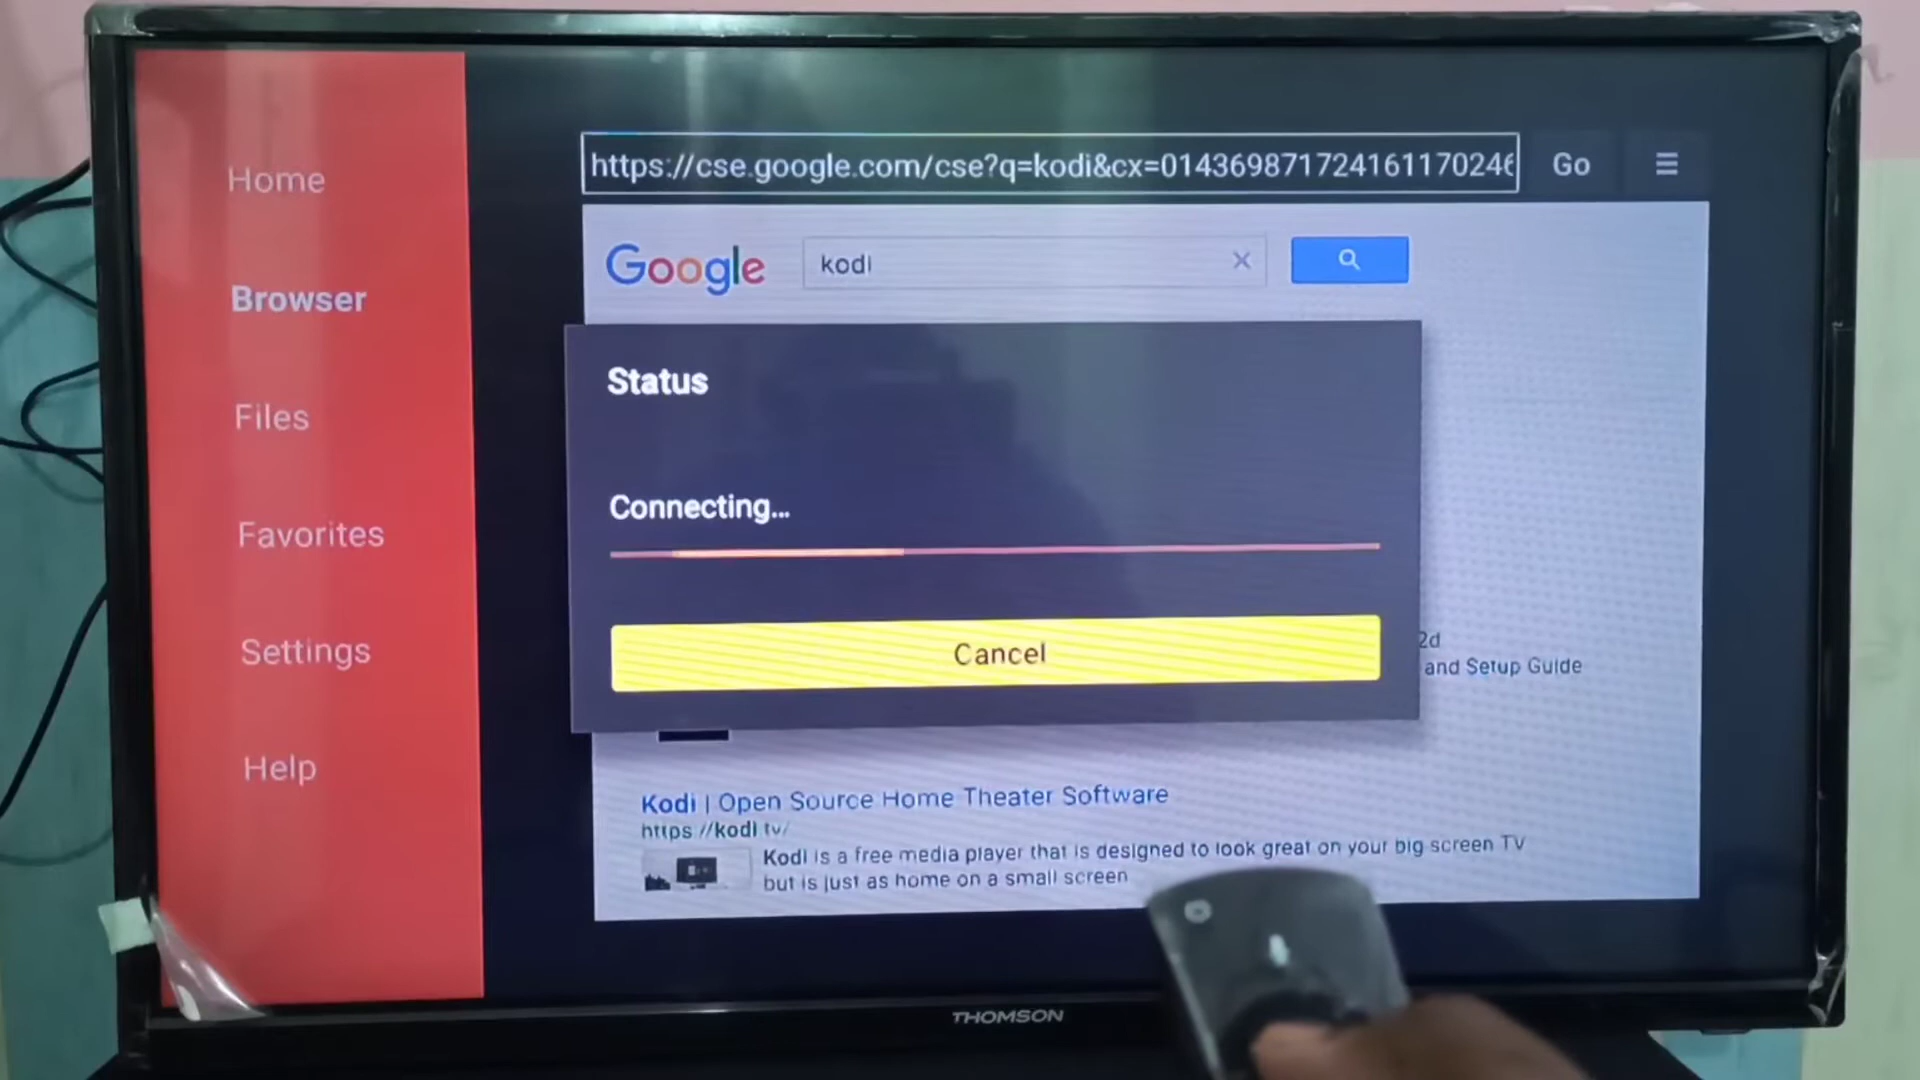 Home
Browser
Files
Favorites
Settings
Help
https://cse.google.com/cse?q=kodi&cx=014369871724161170246
Go
Google
kodi
Status
Connecting...
Cancel
2d
and Setup Guide
Kodi | Open Source Home Theater Software
https://kodi.tv/
Kodi is a free media player that is designed to look great on your big screen TV
but is just as home on a small screen
THOMSON